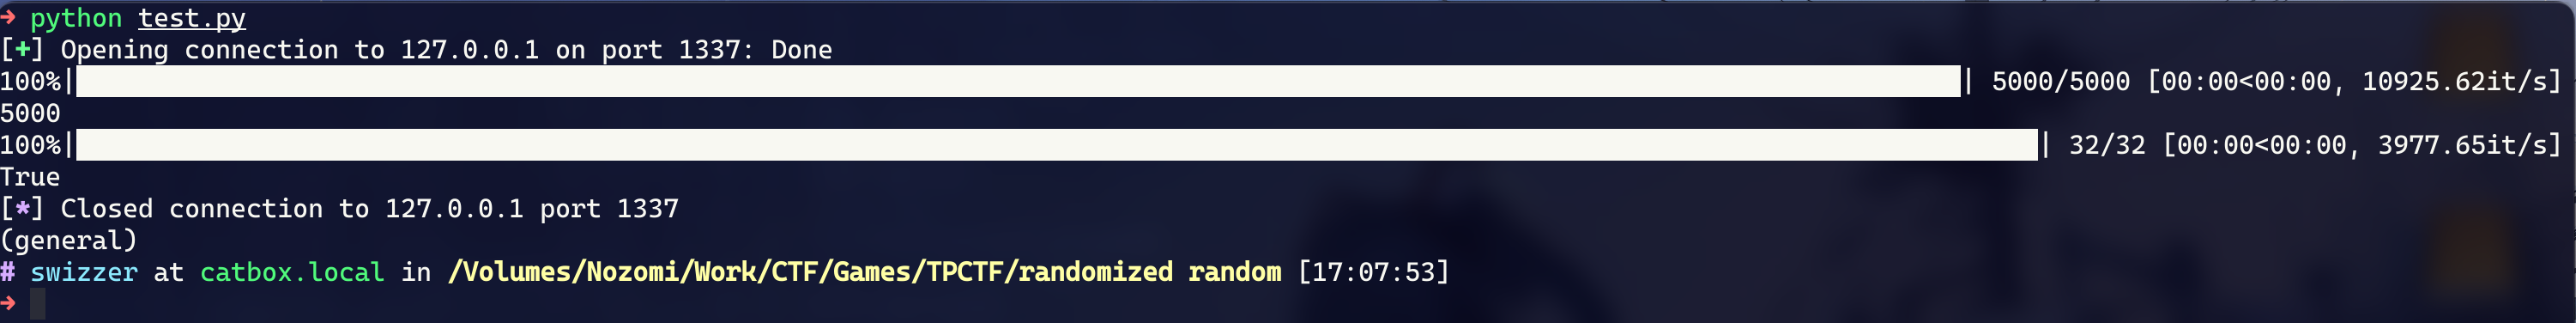 → python test.py
[+] Opening connection to 127.0.0.1 on port 1337: Done
100%|| 5000/5000 [00:00<00:00, 10925.62it/s]
5000
100%|| 32/32 [00:00<00:00, 3977.65it/s]
True
[*] Closed connection to 127.0.0.1 port 1337
(general)
# swizzer at catbox.local in /Volumes/Nozomi/Work/CTF/Games/TPCTF/randomized random [17:07:53]
→